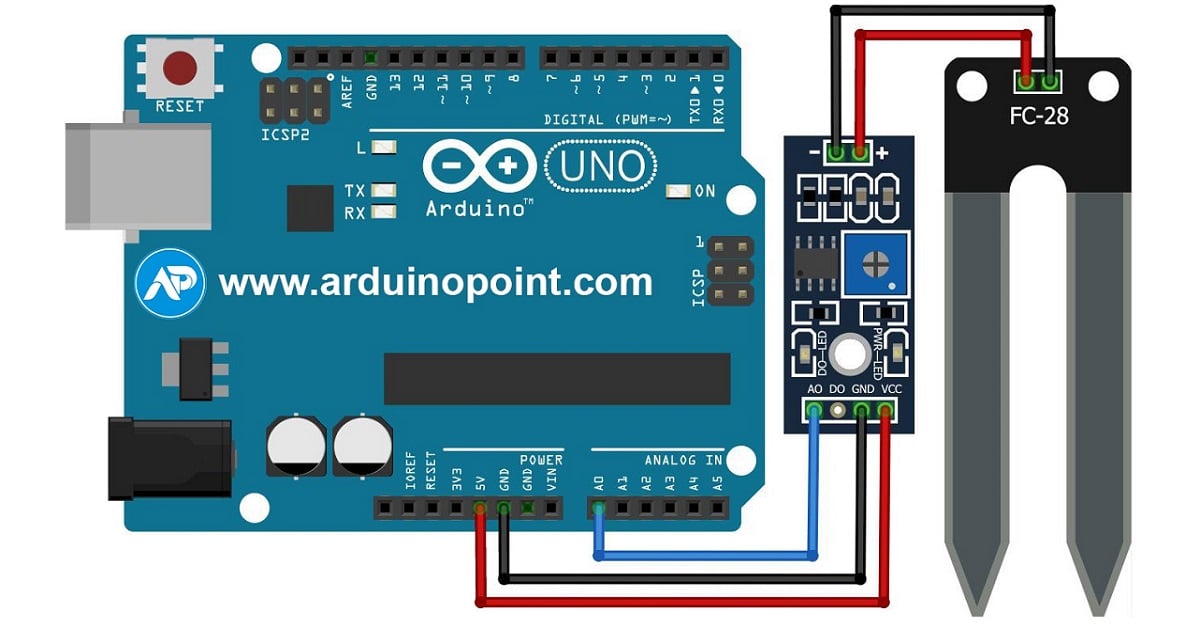 RESET
ICSP2
AREF
GND
13
12
~11
~10
~9
8
7
~6
~5
4
~3
2
TX0▶1
RX0◀0
DIGITAL (PWM=~)
L
TX
RX
UNO
Arduino™
ON
1
ICSP
AP
www.arduinopoint.com
IOREF
RESET
3V3
5V
GND
GND
VIN
POWER
A0
A1
A2
A3
A4
A5
ANALOG IN
- +
DO-LED
PWR-LED
AO DO GND VCC
FC-28